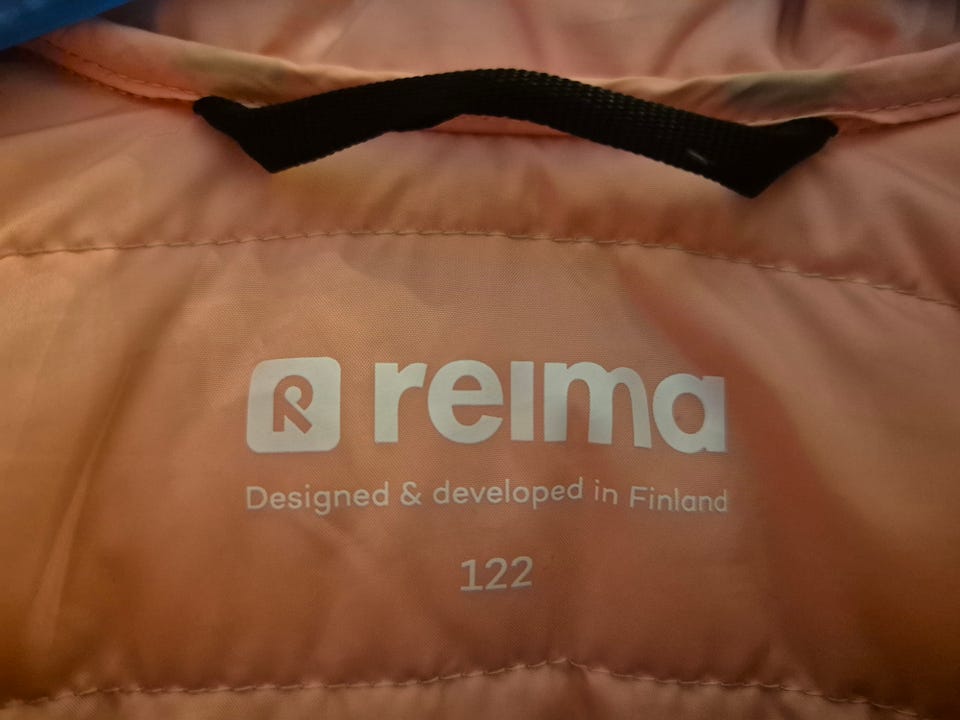 reima
Designed & developed in Finland
122